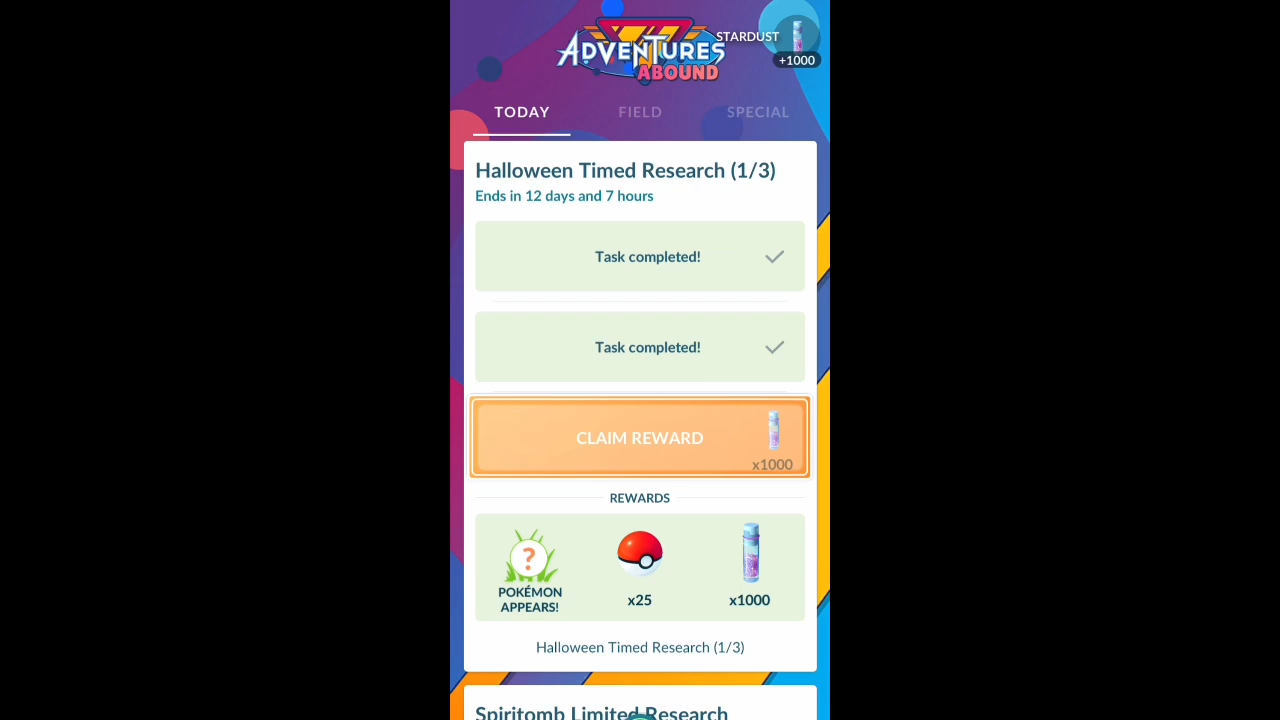 ADVENTURES
ABOUND
STARDUST
+1000
TODAY
FIELD
SPECIAL
Halloween Timed Research (1/3)
Ends in 12 days and 7 hours
Task completed!
Task completed!
CLAIM REWARD
x1000
REWARDS
?
POKÉMON
APPEARS!
x25
x1000
Halloween Timed Research (1/3)
Spiritomb Limited Research